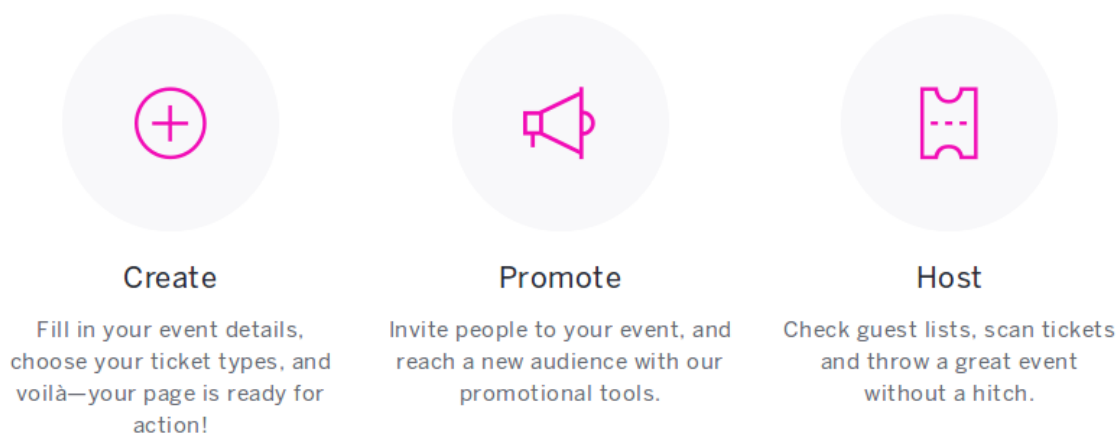 Create
Fill in your event details,
choose your ticket types, and
voilà—your page is ready for
action!
Promote
Invite people to your event, and
reach a new audience with our
promotional tools.
Host
Check guest lists, scan tickets
and throw a great event
without a hitch.